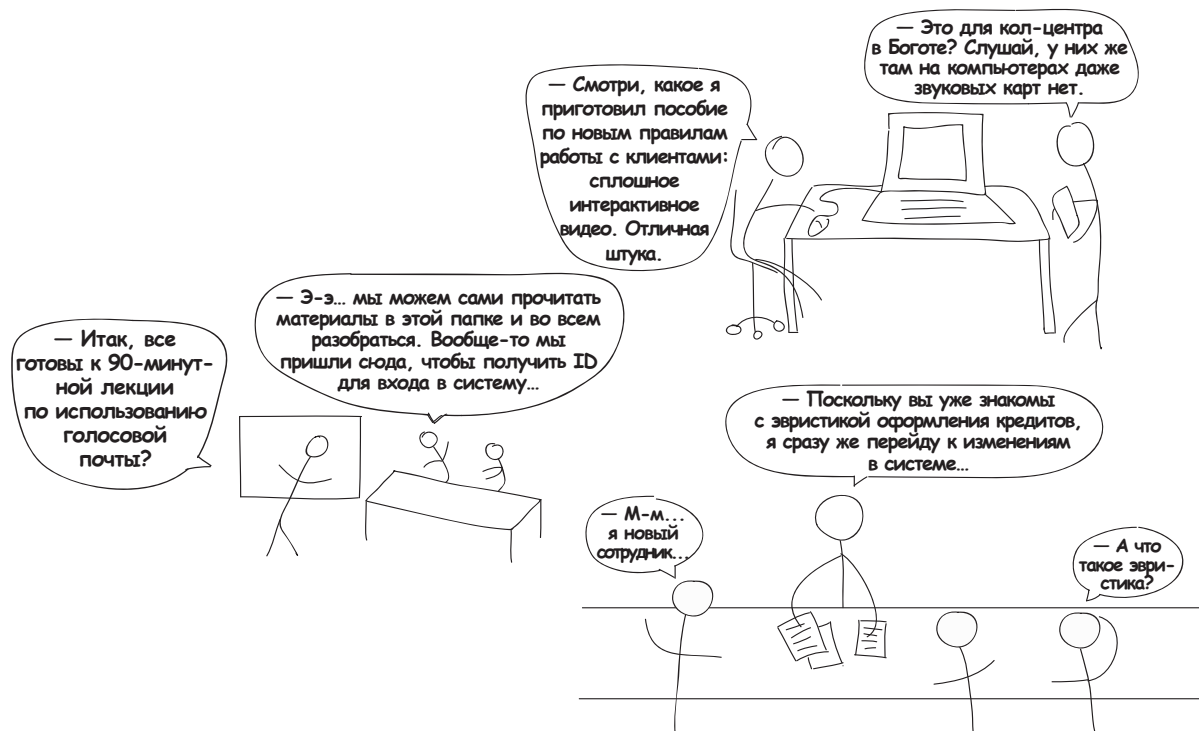 — Это для кол-центра
в Боготе? Слушай, у них же
там на компьютерах даже
звуковых карт нет.
— Смотри, какое я
приготовил пособие
по новым правилам
работы с клиентами:
сплошное
интерактивное
видео. Отличная
штука.
— Э-э… мы можем сами прочитать
материалы в этой папке и во всем
разобраться. Вообще-то мы
пришли сюда, чтобы получить ID
для входа в систему…
— Итак, все
готовы к 90-минут-
ной лекции
по использованию
голосовой
почты?
— Поскольку вы уже знакомы
с эвристикой оформления кредитов,
я сразу же перейду к изменениям
в системе…
— М-м...
я новый
сотрудник...
— А что
такое эври-
стика?